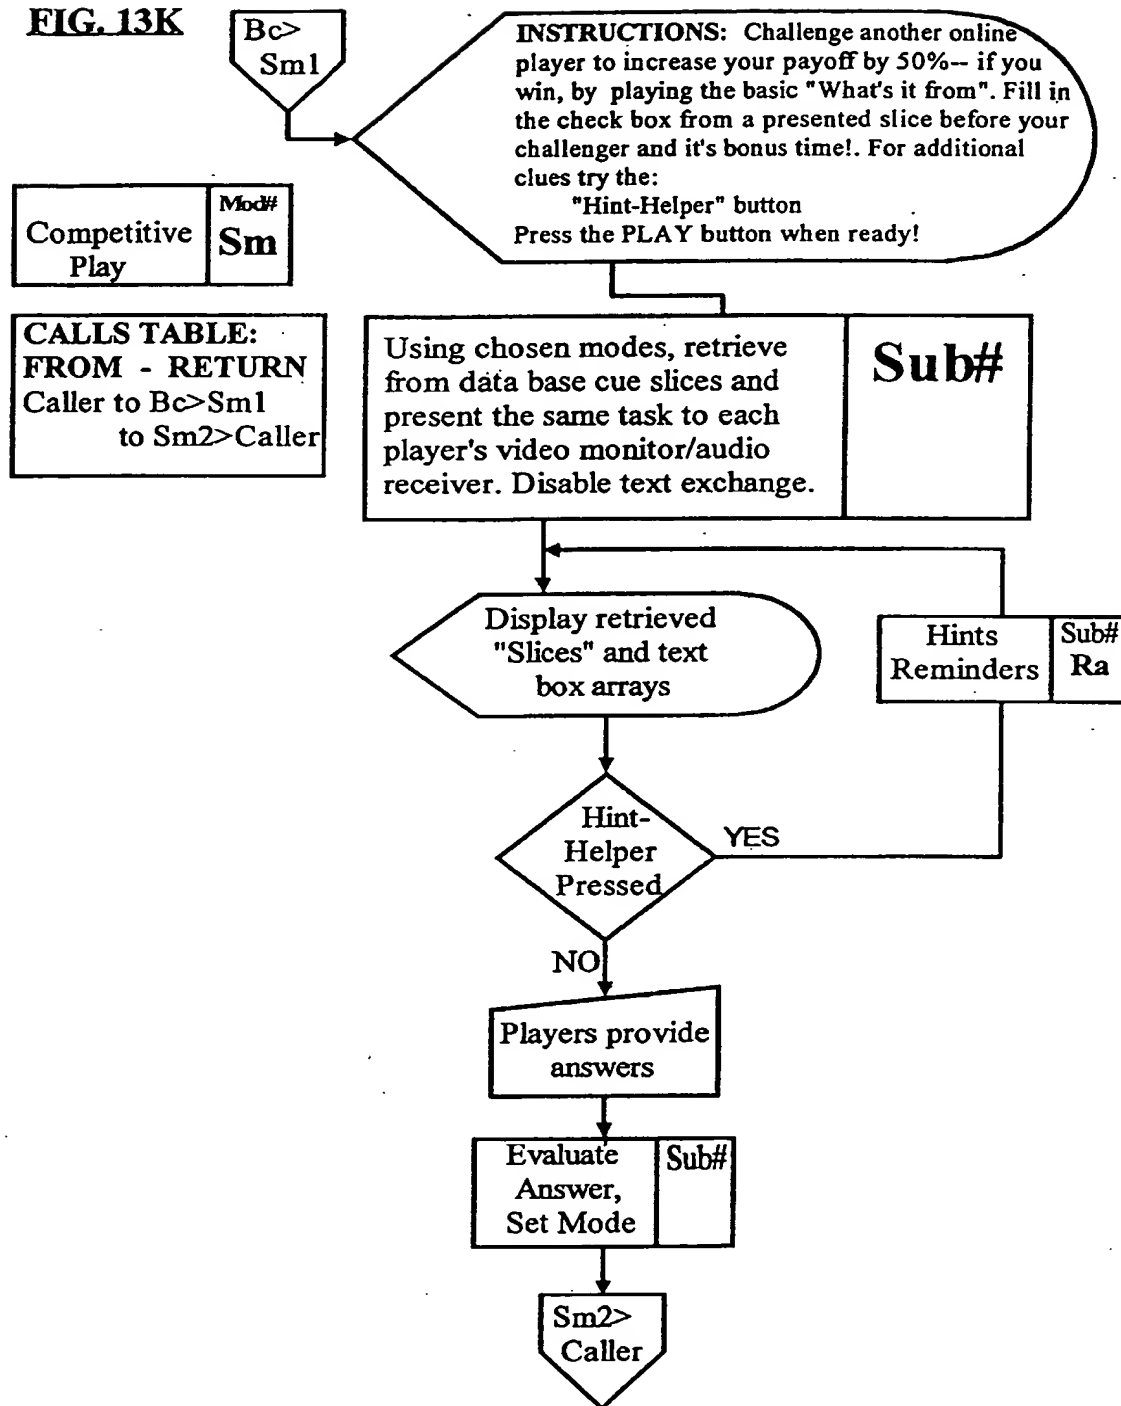 FIG. 13K
Bc>
Sm1
INSTRUCTIONS: Challenge another online
player to increase your payoff by 50%-- if you
win, by playing the basic "What's it from". Fill in
the check box from a presented slice before your
challenger and it's bonus time!. For additional
clues try the:
"Hint-Helper" button
Press the PLAY button when ready!
Competitive
Play
Mod#
Sm
CALLS TABLE:
FROM - RETURN
Caller to Bc>Sm1
to Sm2>Caller
Using chosen modes, retrieve
from data base cue slices and
present the same task to each
player's video monitor/audio
receiver. Disable text exchange.
Sub#
Display retrieved
"Slices" and text
box arrays
Hints
Reminders
Sub#
Ra
Hint-
Helper
Pressed
YES
NO
Players provide
answers
Evaluate
Answer,
Set Mode
Sub#
Sm2>
Caller